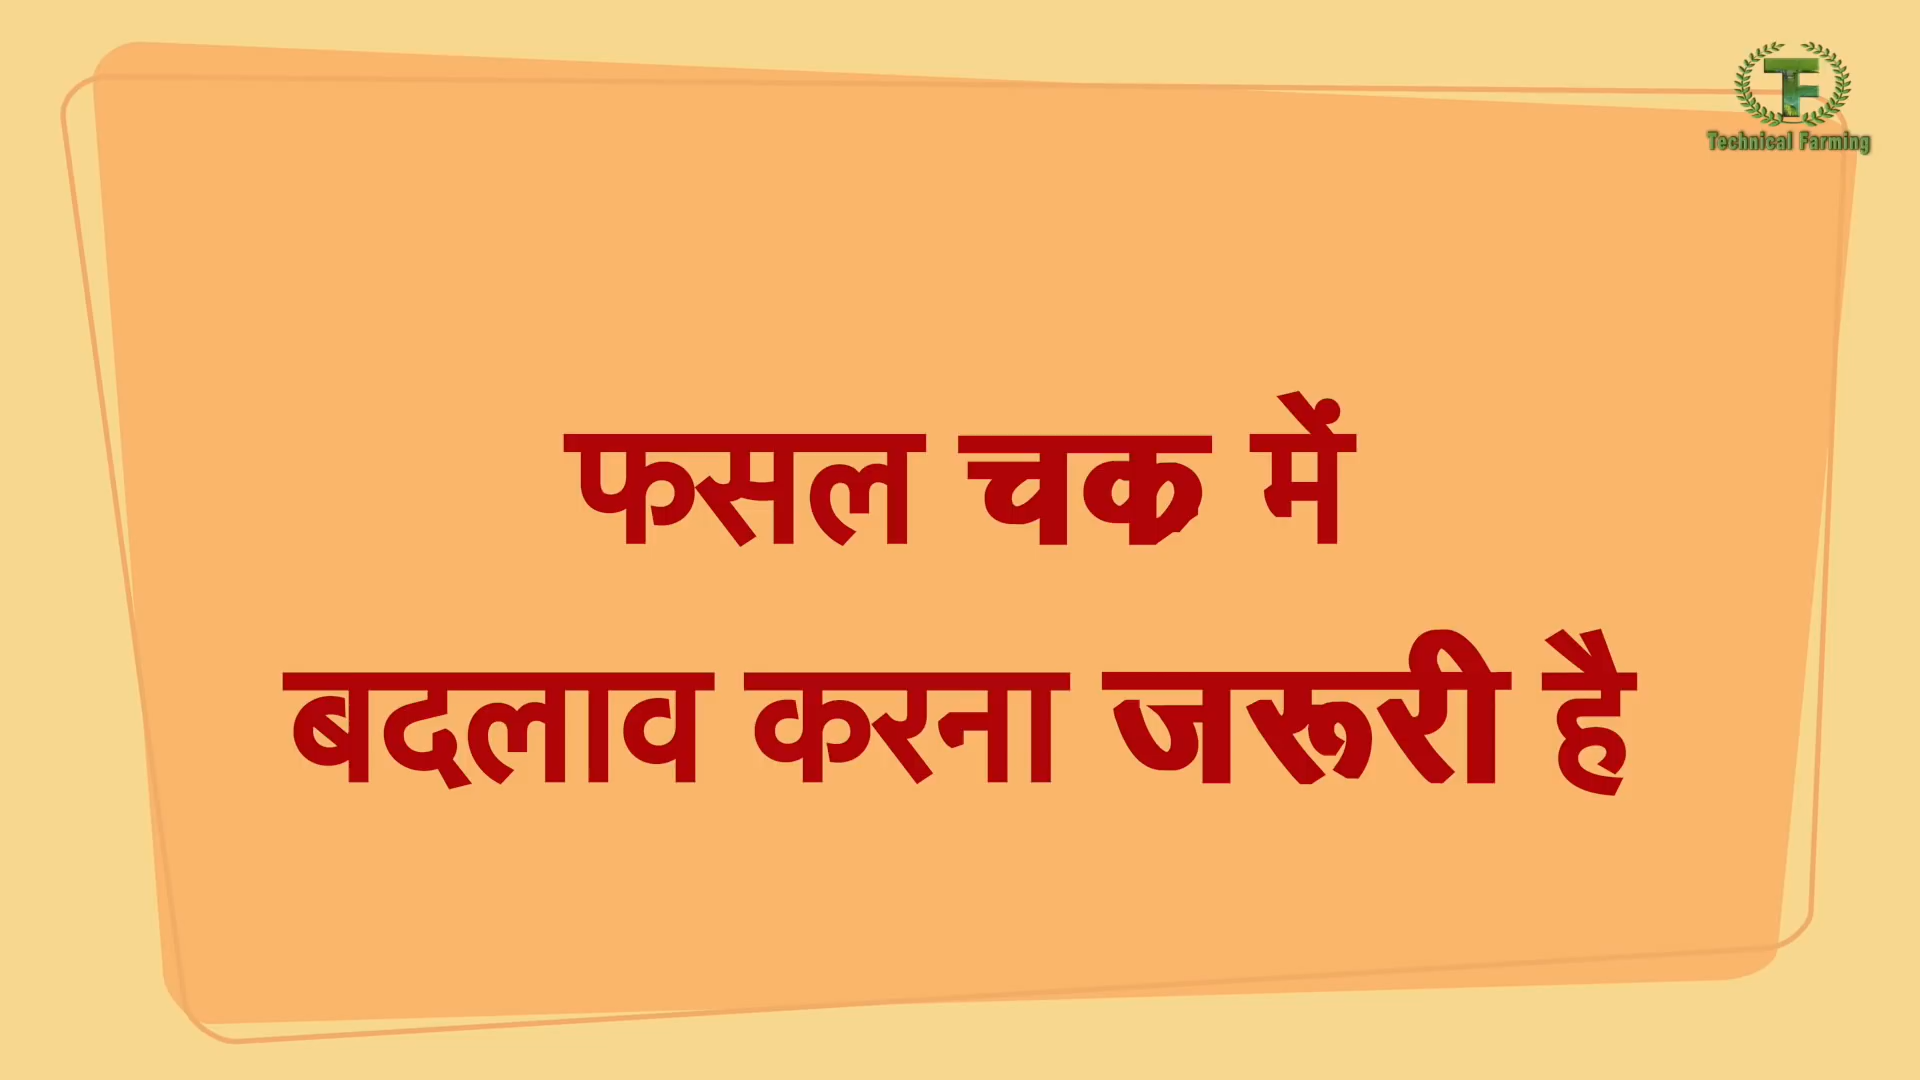 Technical Farming
फसल चक्र में
बदलाव करना जरूरी है